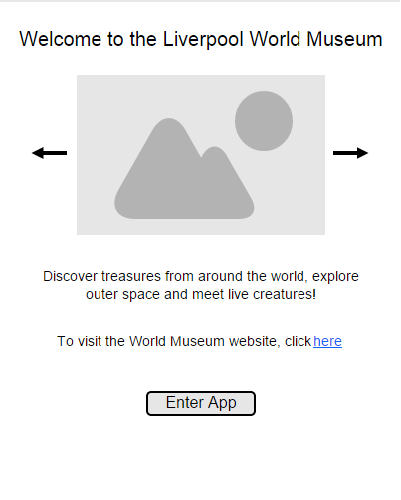 Welcome to the Liverpool World Museum
Discover treasures from around the world, explore
outer space and meet live creatures!
To visit the World Museum website, click here
Enter App